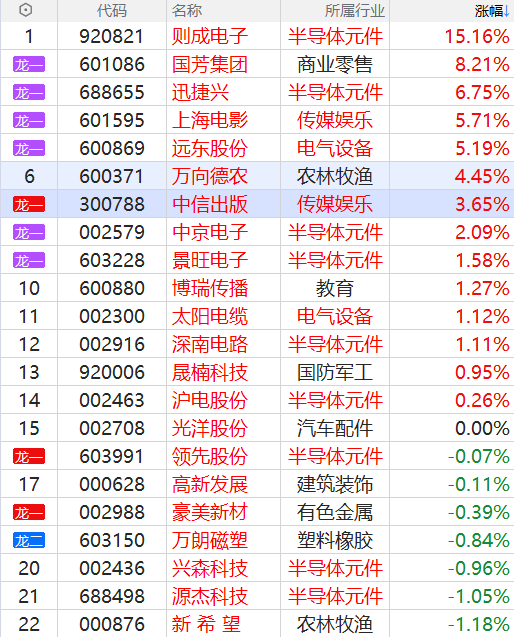 代码 名称 所属行业 涨幅↓
1 920821 则成电子 半导体元件 15.16%
龙一 601086 国芳集团 商业零售 8.21%
龙一 688655 迅捷兴 半导体元件 6.75%
龙一 601595 上海电影 传媒娱乐 5.71%
龙一 600869 远东股份 电气设备 5.19%
6 600371 万向德农 农林牧渔 4.45%
龙一 300788 中信出版 传媒娱乐 3.65%
龙一 002579 中京电子 半导体元件 2.09%
龙一 603228 景旺电子 半导体元件 1.58%
10 600880 博瑞传播 教育 1.27%
11 002300 太阳电缆 电气设备 1.12%
12 002916 深南电路 半导体元件 1.11%
13 920006 晟楠科技 国防军工 0.95%
14 002463 沪电股份 半导体元件 0.26%
15 002708 光洋股份 汽车配件 0.00%
龙一 603991 领先股份 半导体元件 -0.07%
17 000628 高新发展 建筑装饰 -0.11%
龙一 002988 豪美新材 有色金属 -0.39%
龙二 603150 万朗磁塑 塑料橡胶 -0.84%
20 002436 兴森科技 半导体元件 -0.96%
21 688498 源杰科技 半导体元件 -1.05%
22 000876 新 希 望 农林牧渔 -1.18%